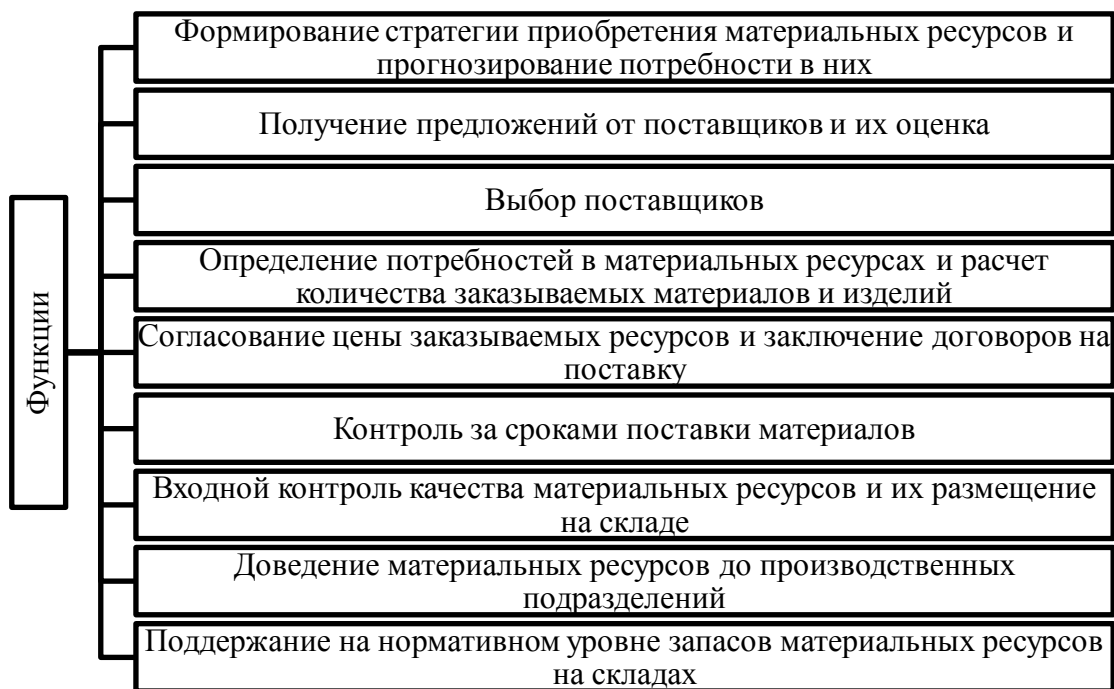 Функции
Формирование стратегии приобретения материальных ресурсов и
прогнозирование потребности в них
Получение предложений от поставщиков и их оценка
Выбор поставщиков
Определение потребностей в материальных ресурсах и расчет
количества заказываемых материалов и изделий
Согласование цены заказываемых ресурсов и заключение договоров на
поставку
Контроль за сроками поставки материалов
Входной контроль качества материальных ресурсов и их размещение
на складе
Доведение материальных ресурсов до производственных
подразделений
Поддержание на нормативном уровне запасов материальных ресурсов
на складах